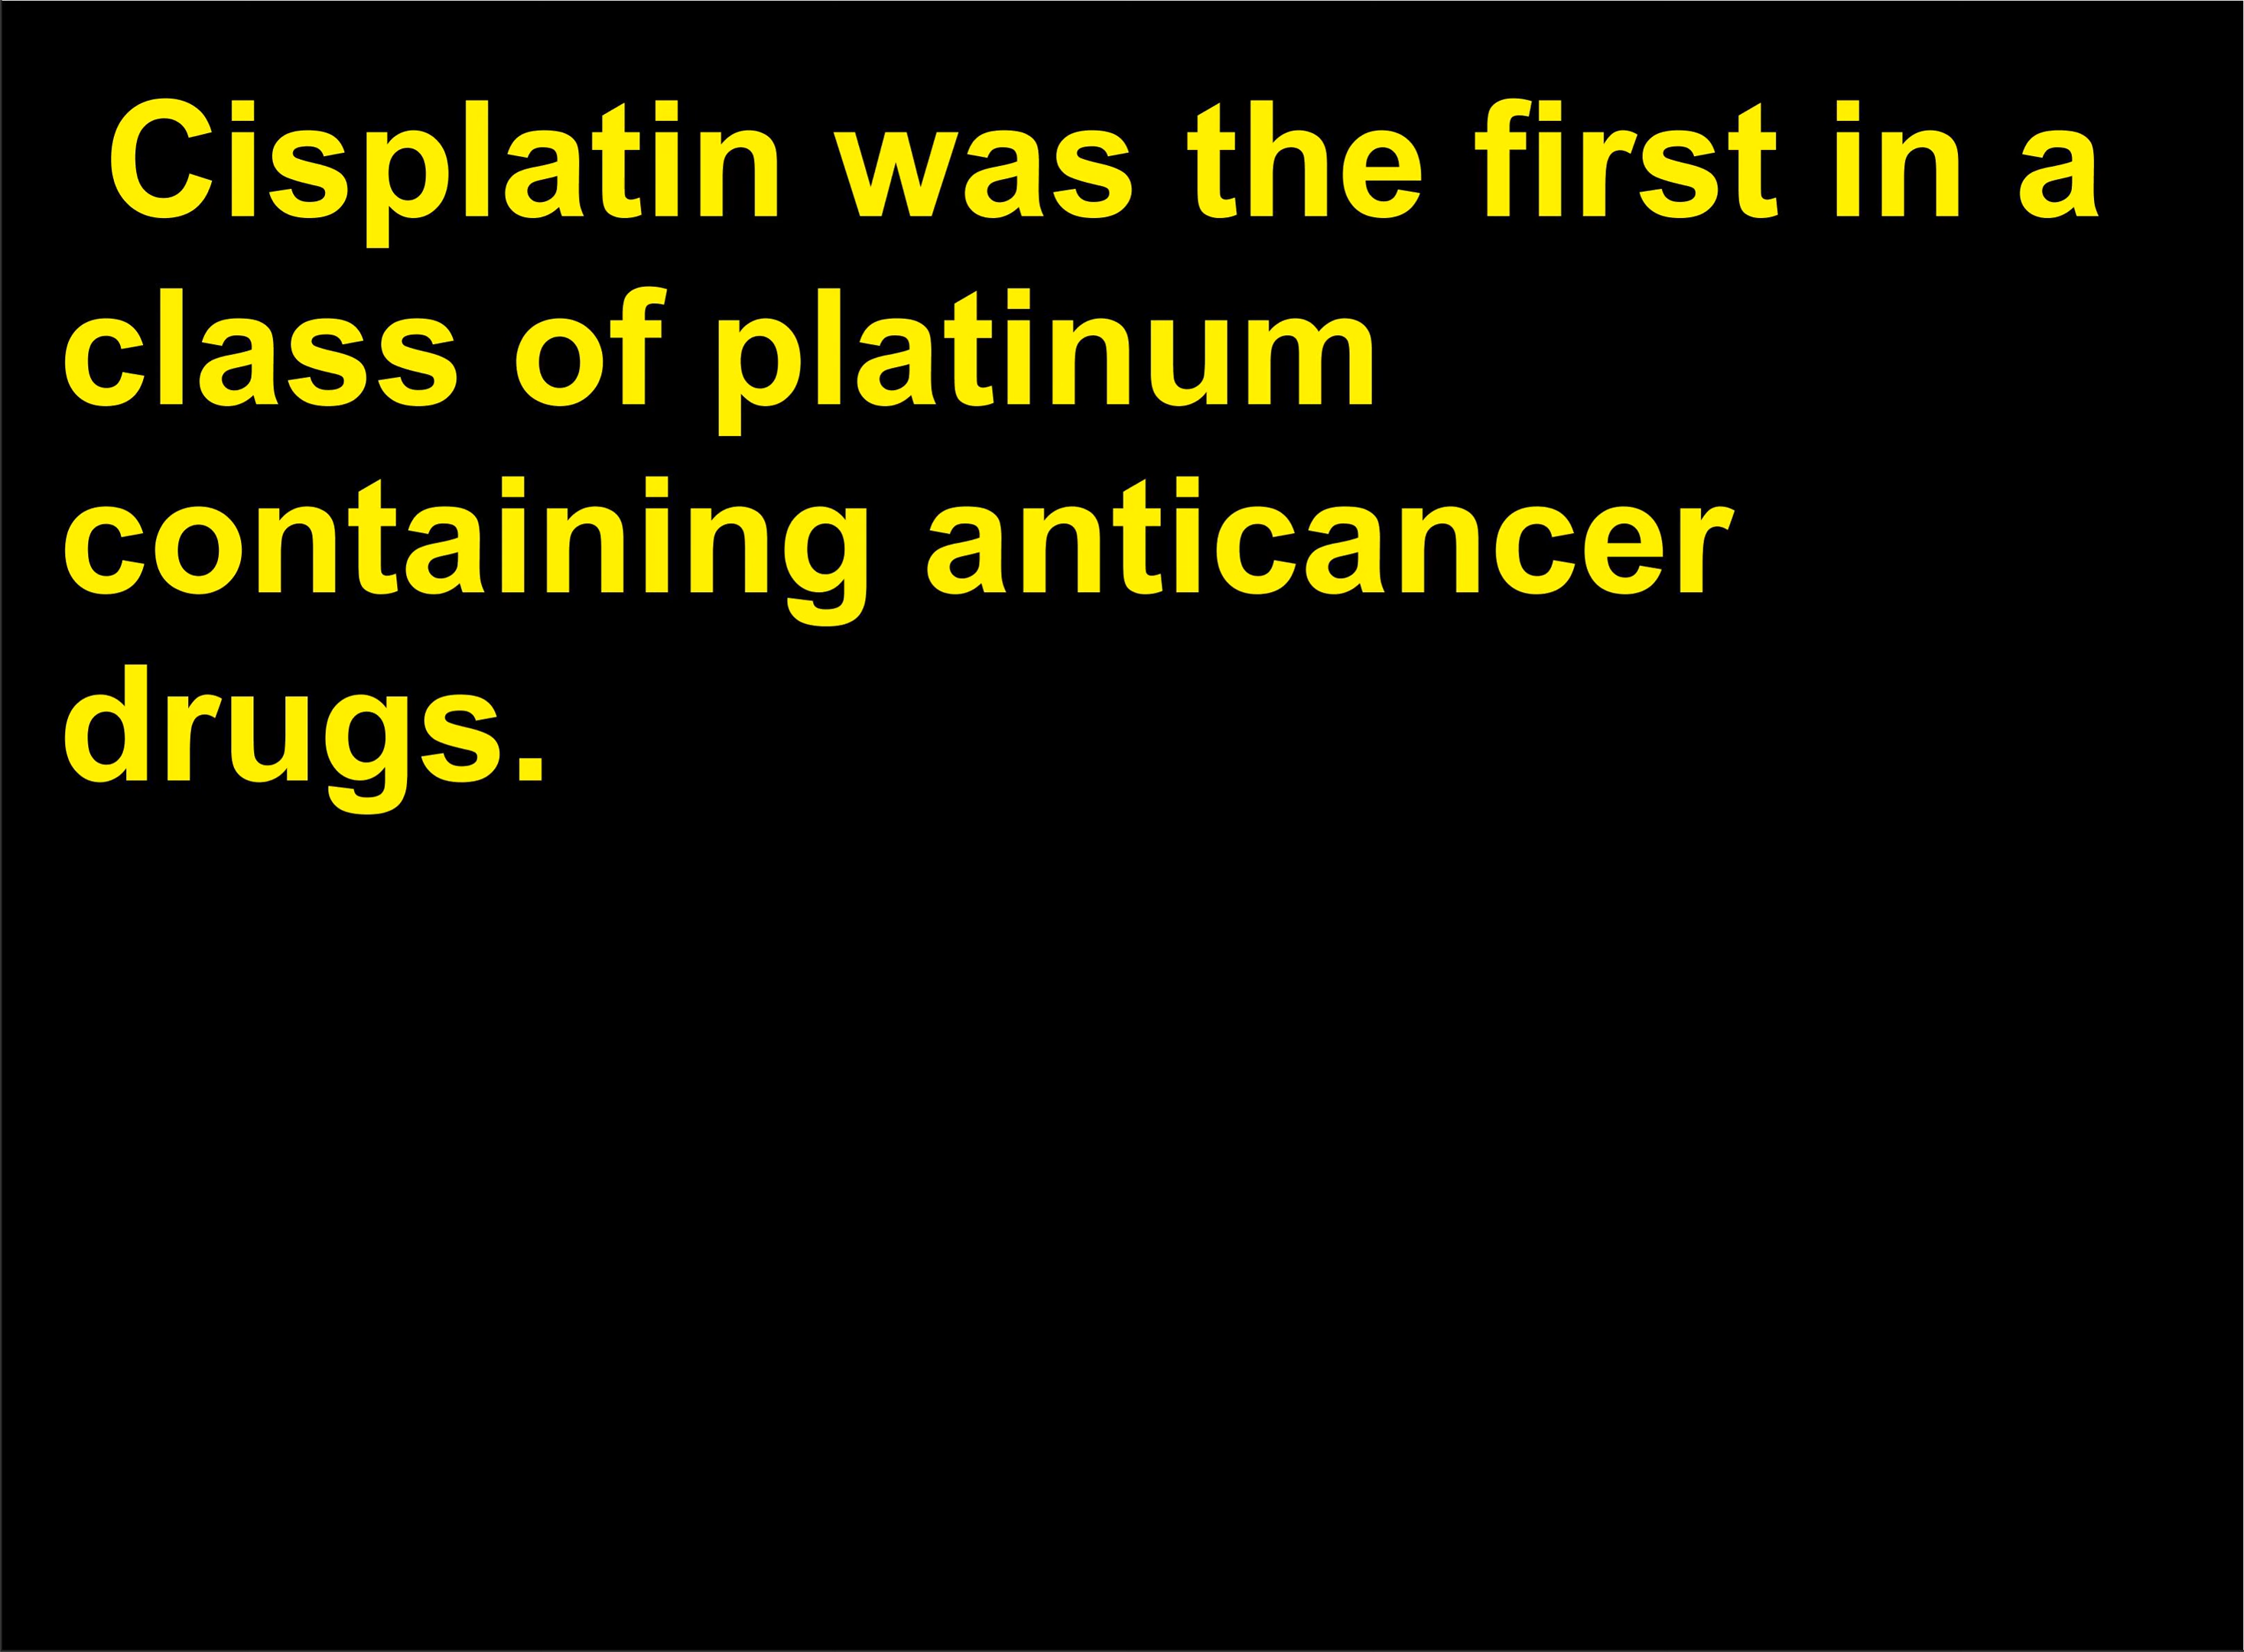 Cisplatin was the first in a
class of platinum
containing anticancer
drugs.